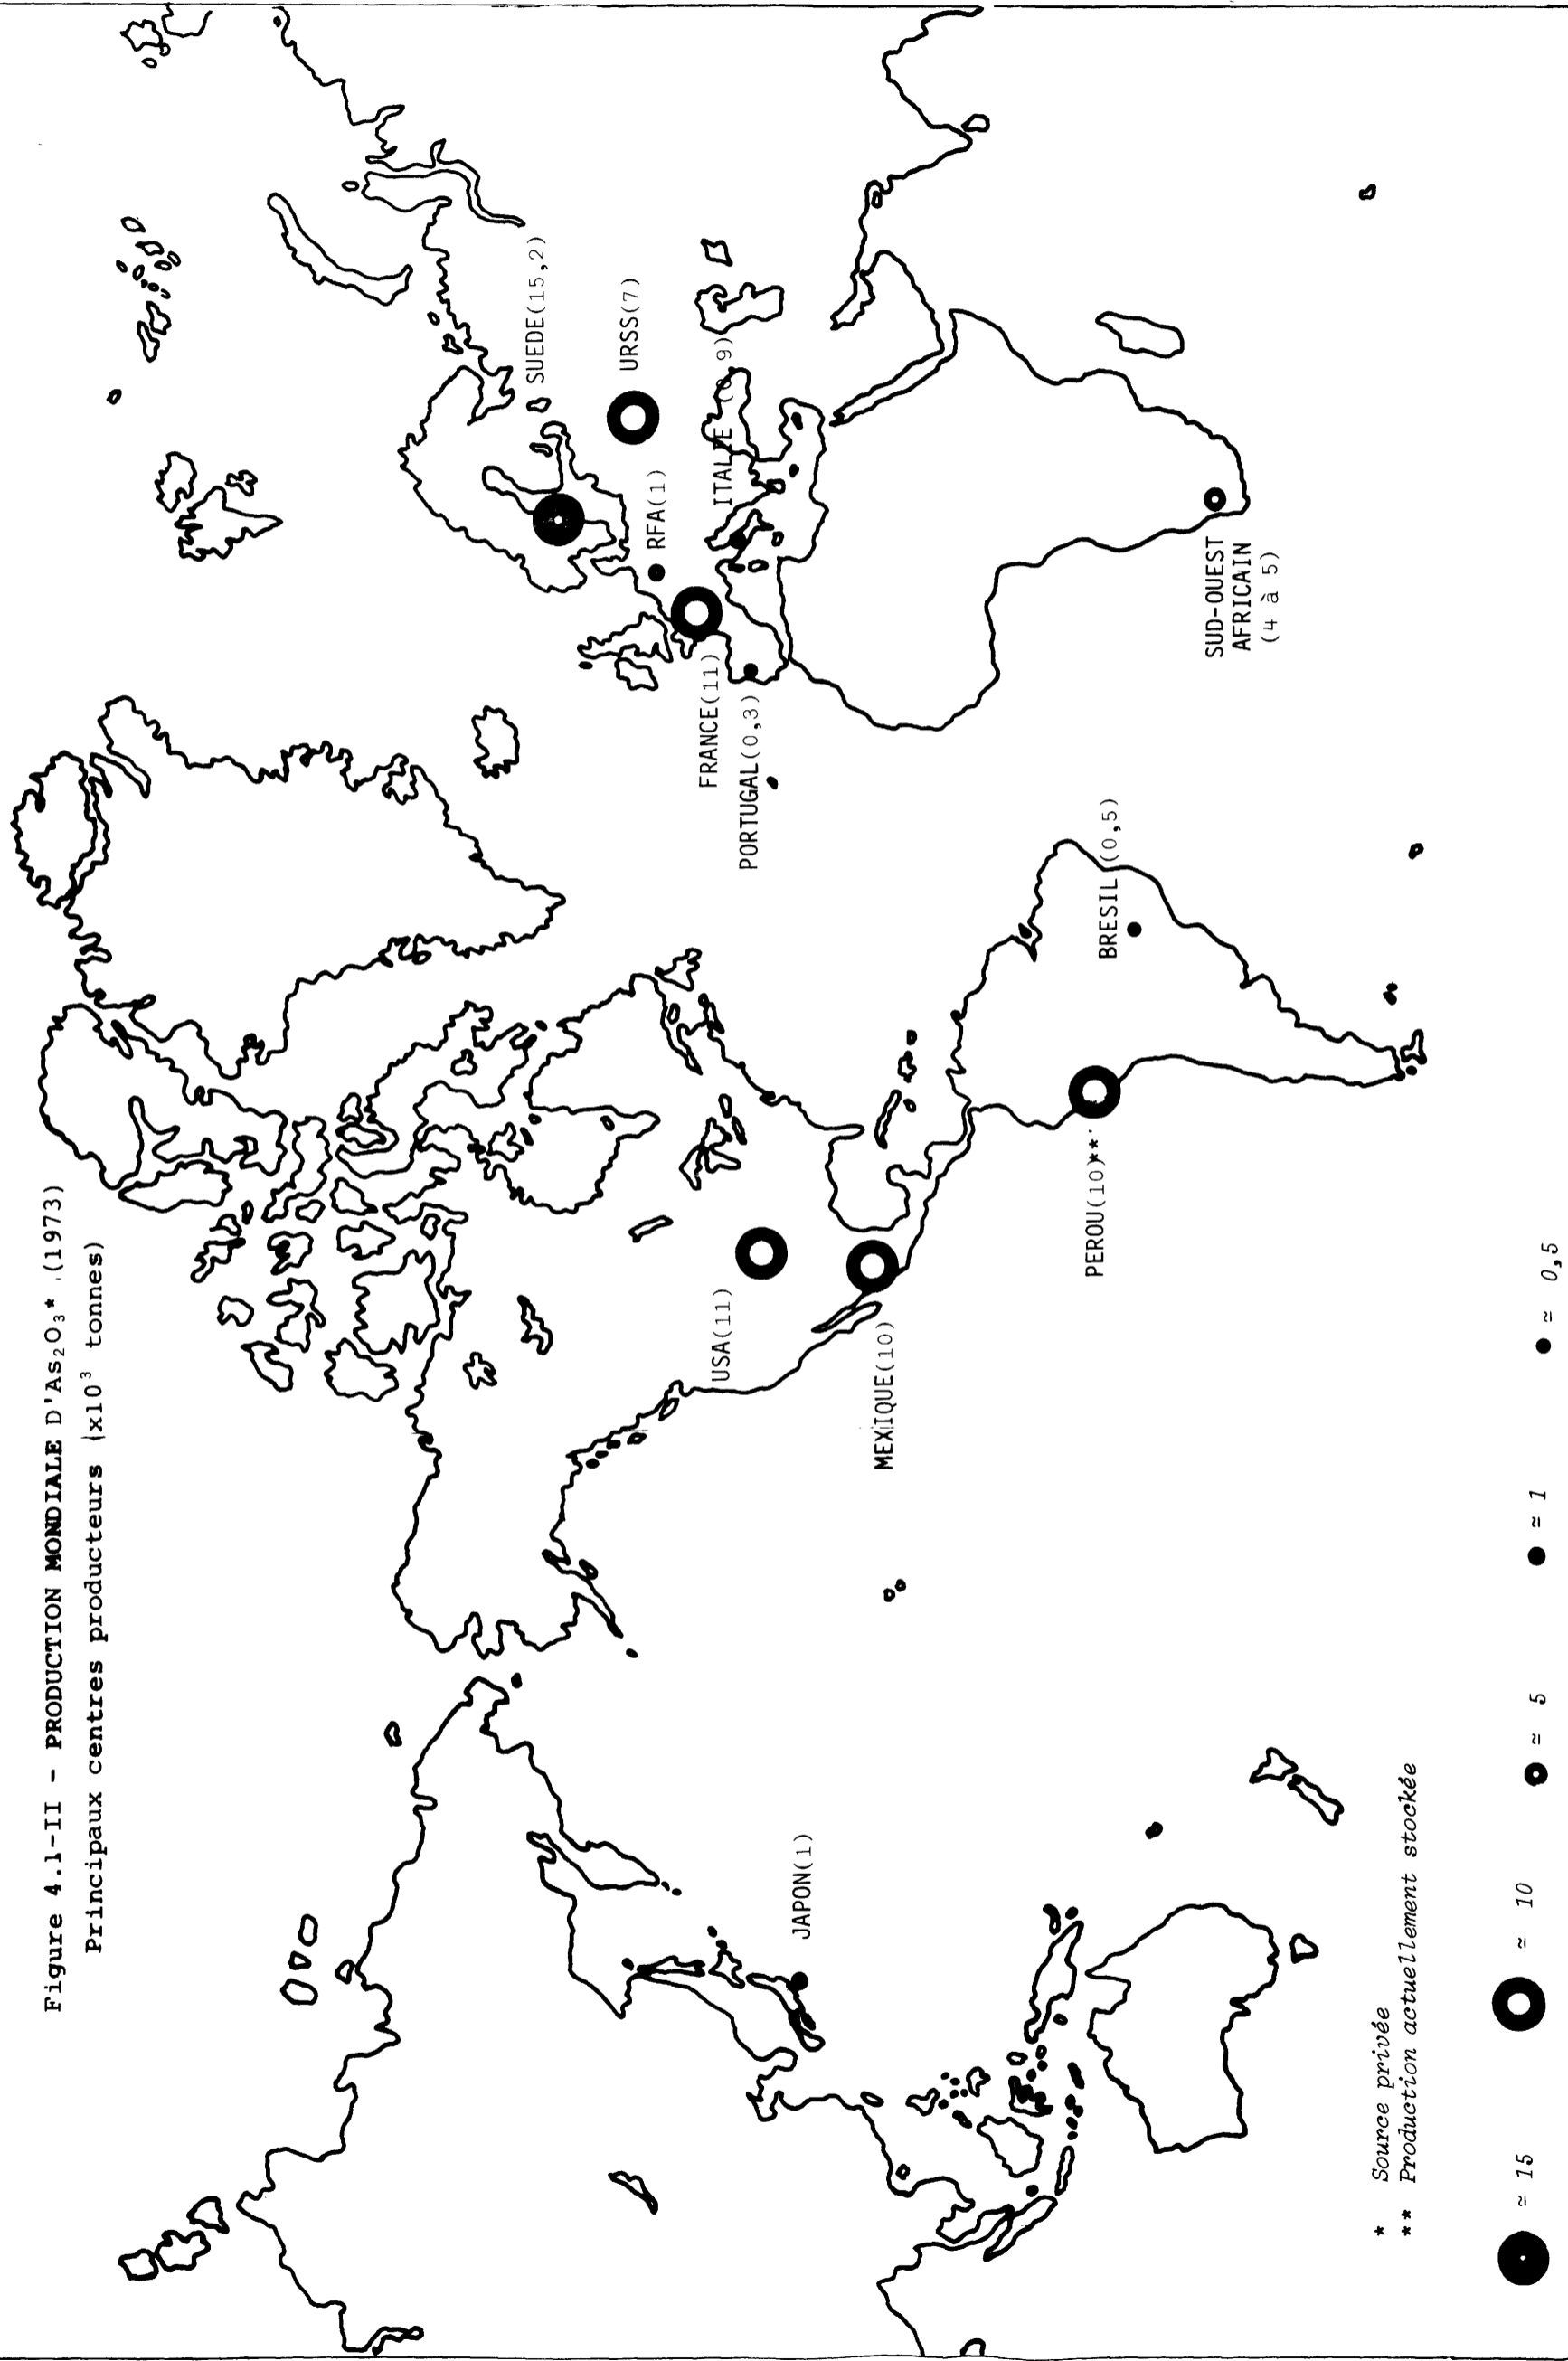 Figure 4.1-II - PRODUCTION MONDIALE D'As₂O₃* (1973)
Principaux centres producteurs (x10³ tonnes)
SUEDE(15,2)
URSS(7)
RFA(1)
ITALIE 9)
FRANCE(11)
PORTUGAL(0,3)
USA(11)
MEXIQUE(10)
JAPON(1)
PEROU(10)**
BRESIL(0,5)
SUD-OUEST
AFRICAIN
(4 à 5)
* Source privée
** Production actuellement stockée
≃ 15
≃ 10
≃ 5
≃ 1
≃ 0,5